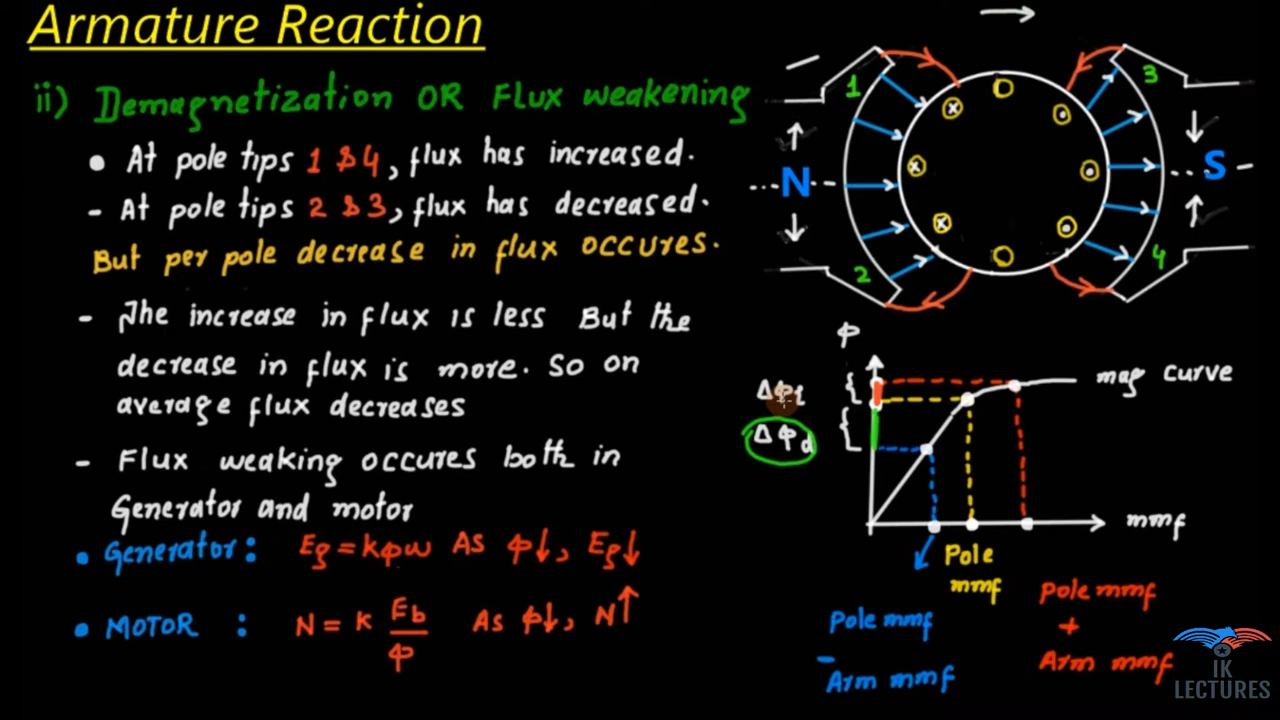 Armature Reaction
ii) Demagnetization OR Flux weakening
• At pole tips 1 & 4, flux has increased.
- At pole tips 2 & 3, flux has decreased.
But per pole decrease in flux occures.
- The increase in flux is less But the
decrease in flux is more. So on
average flux decreases
- Flux weaking occures both in
Generator and motor
• Generator: Eg = kφω As φ↓, Eg↓
• MOTOR : N = K Eb/φ As φ↓, N↑
1
3
N
S
2
4
φ
mag curve
Δφi
Δφd
mmf
Pole
mmf
Pole mmf
+
Arm mmf
Pole mmf
-
Arm mmf
IK
LECTURES